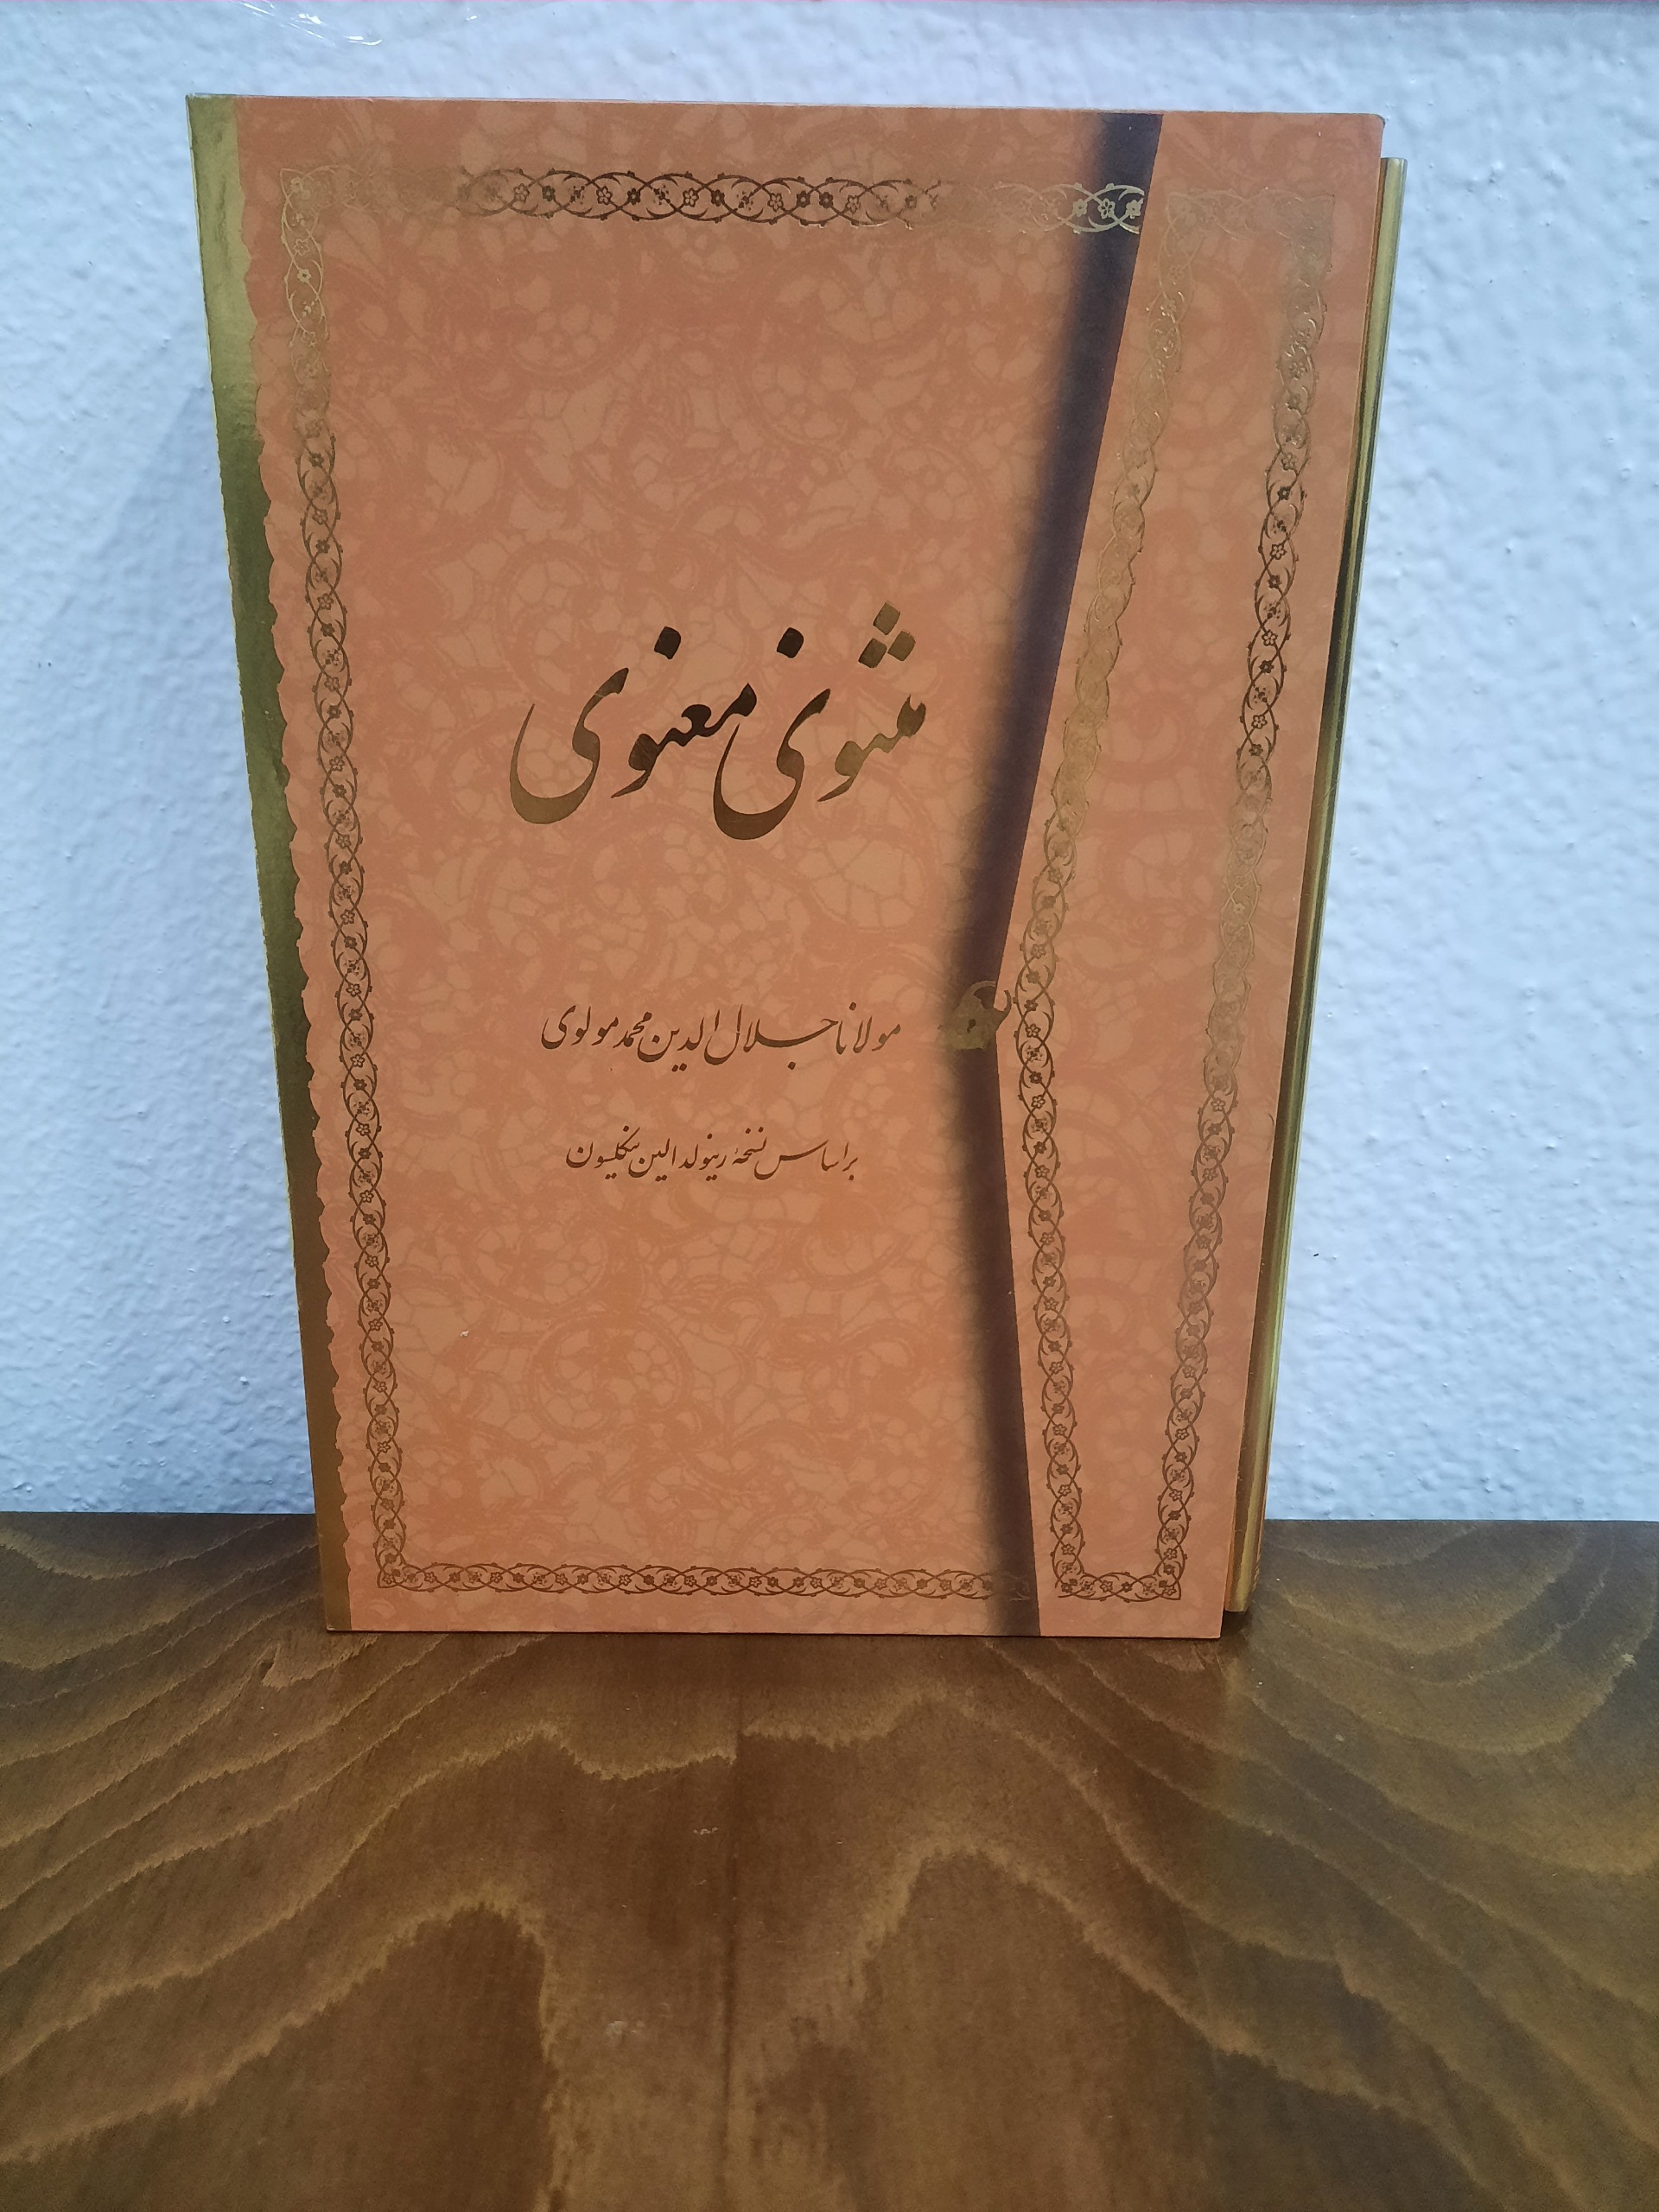 مثنوی معنوی
مولانا جلال الدین محمد مولوی
بر اساس نسخهٔ رینولد الین نیکلسون